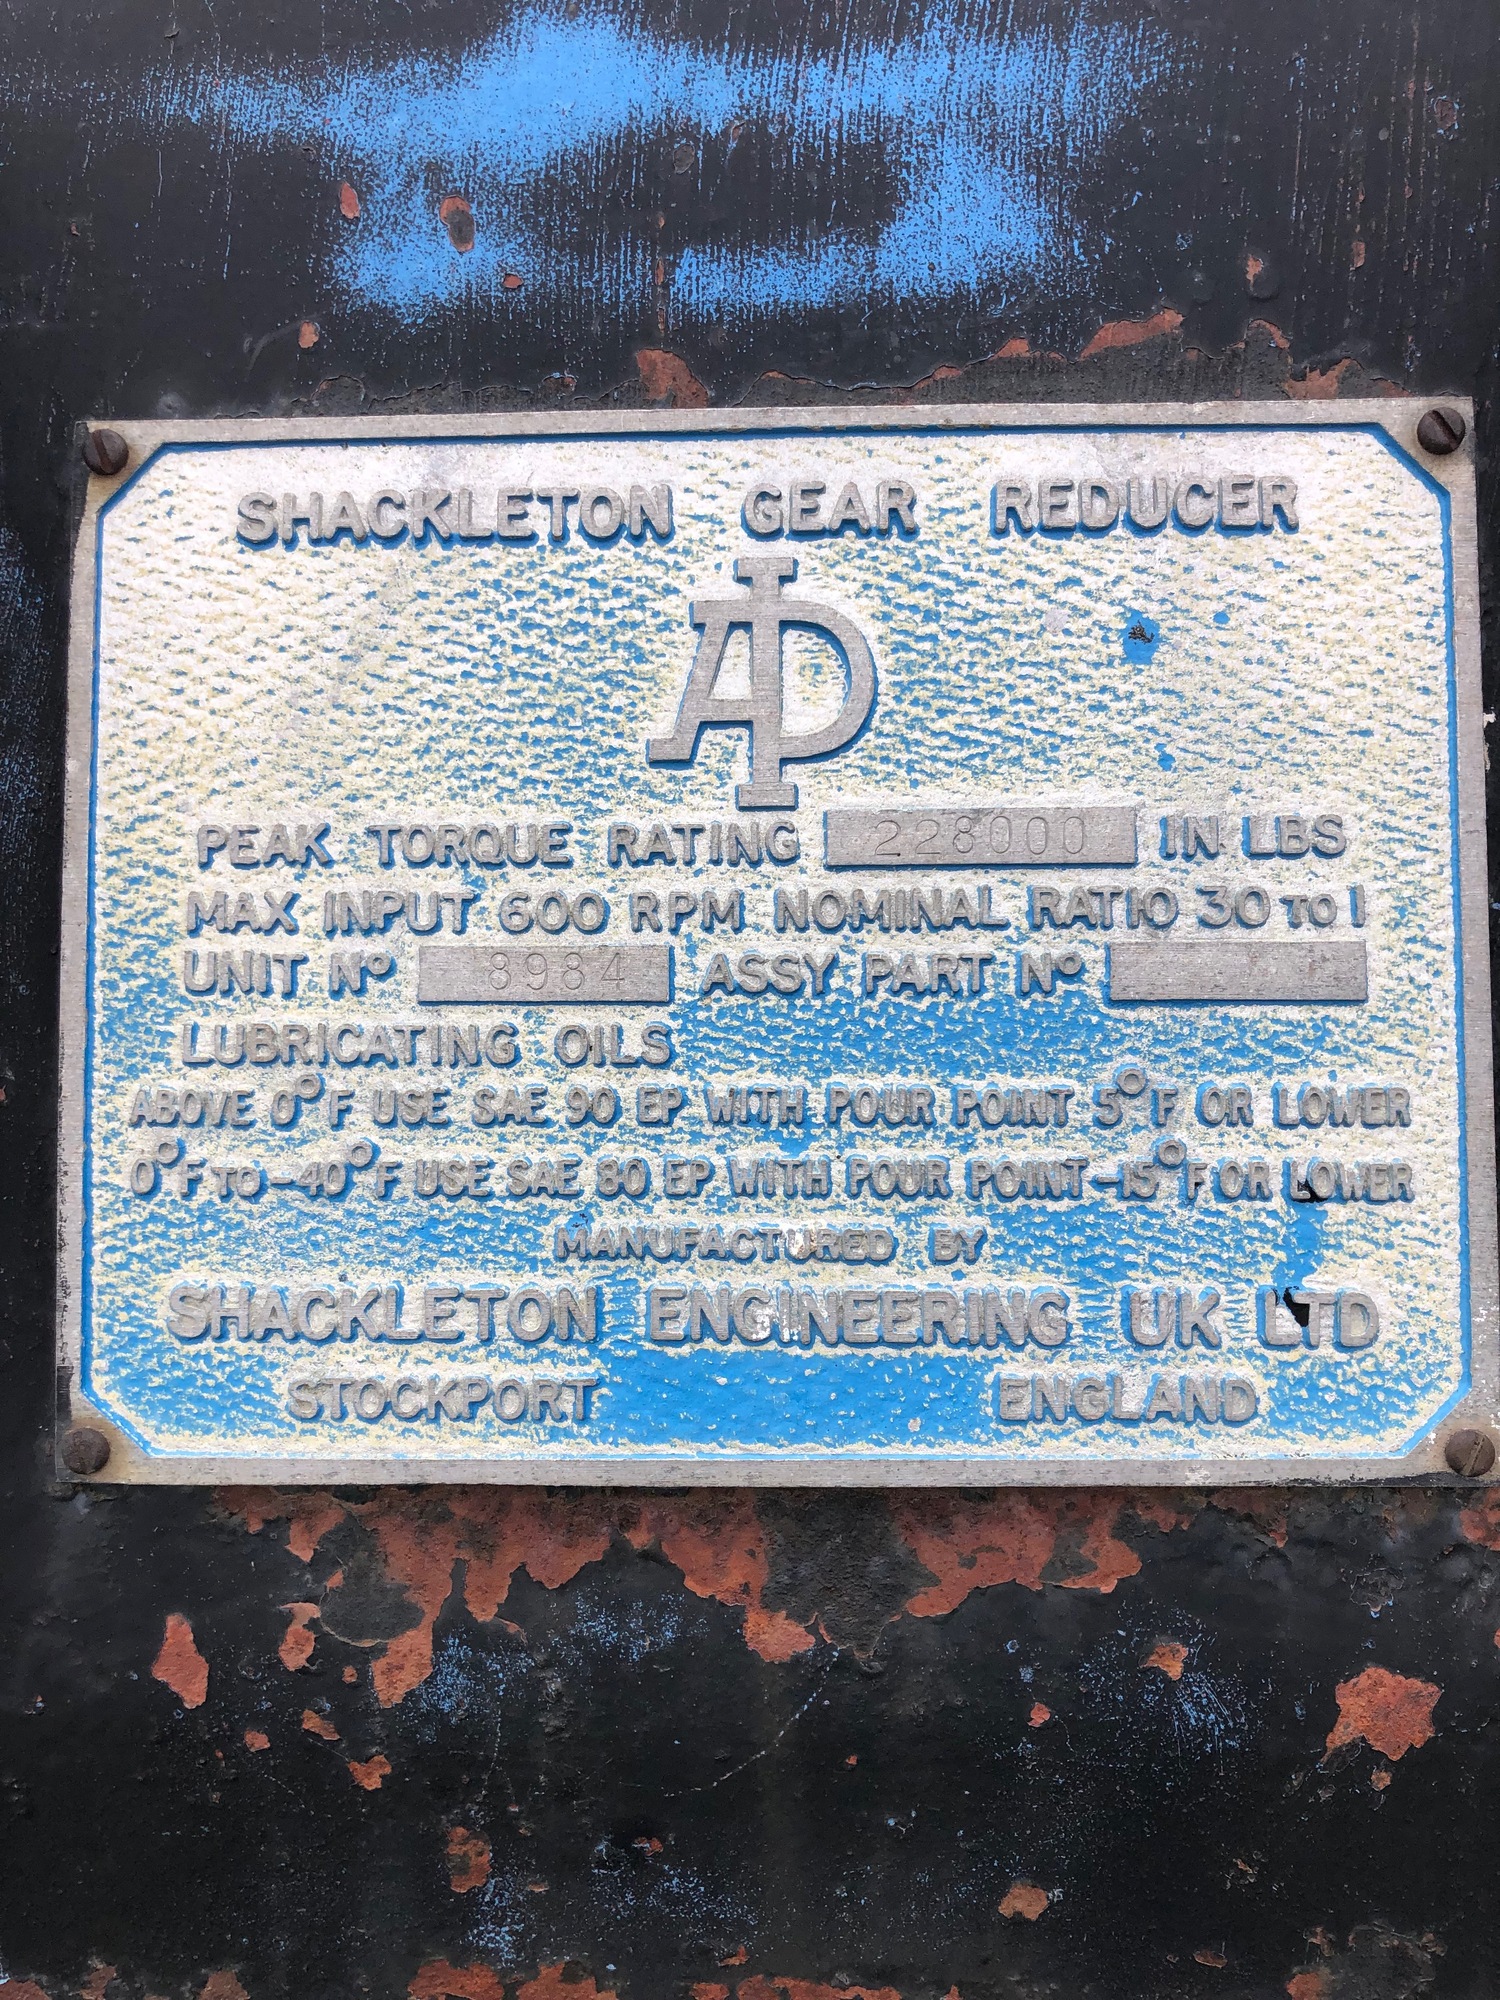 SHACKLETON GEAR REDUCER
API
PEAK TORQUE RATING 228000 IN LBS
MAX INPUT 600 RPM NOMINAL RATIO 30 TO 1
UNIT Nº 8984 ASSY PART Nº
LUBRICATING OILS
ABOVE 0°F USE SAE 90 EP WITH POUR POINT 5°F OR LOWER
0°F TO -40°F USE SAE 80 EP WITH POUR POINT -15°F OR LOWER
MANUFACTURED BY
SHACKLETON ENGINEERING UK LTD
STOCKPORT ENGLAND